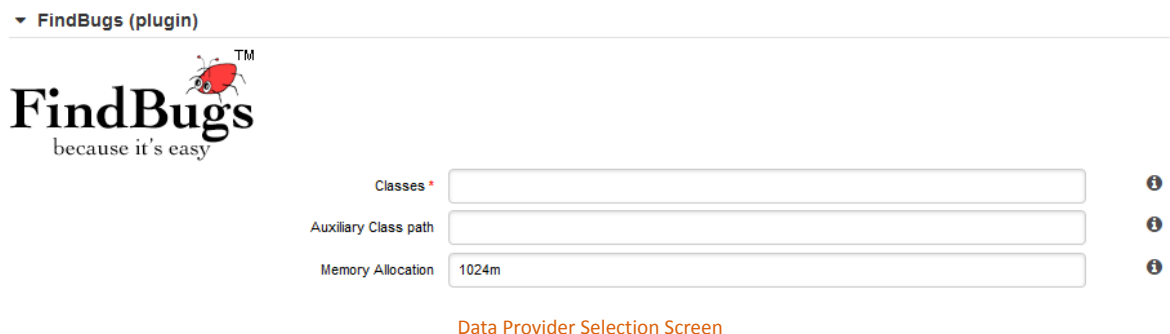 FindBugs (plugin)
TM
FindBugs
because it's easy
Classes *
Auxiliary Class path
Memory Allocation 1024m
Data Provider Selection Screen